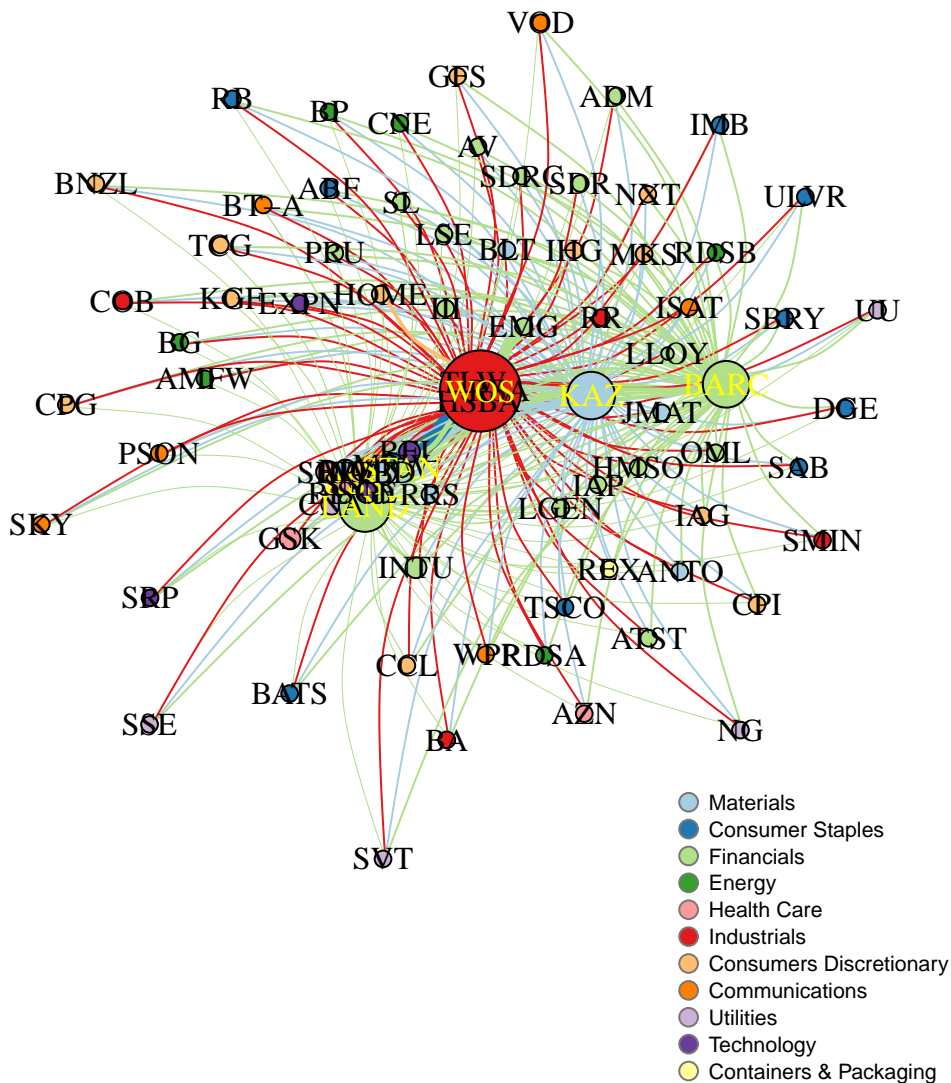 VOD
GFS
RB
ADM
BP
CNE
IMB
AV
SDRC
SDR
BNZL
ABF
NXT
ULVR
BT-A
SL
LSE
TCG
PRU
BLT
IHG
MKS
RDSB
COB
KGF
EXPN
HOME
III
ISAT
UU
EMG
RR
SBRY
BG
LLOY
AMFW
WOS
KAZ
BARC
CPG
JMAT
DGE
PSON
OML
HMSO
SAB
IAP
ERG
RRS
LGEN
IAG
LAND
SKY
GSK
SMIN
INTU
REX
ANTO
SRP
TSCO
CPI
ATST
CCL
WPP
RDSA
BATS
AZN
SSE
BA
NG
SVT
Materials
Consumer Staples
Financials
Energy
Health Care
Industrials
Consumers Discretionary
Communications
Utilities
Technology
Containers & Packaging